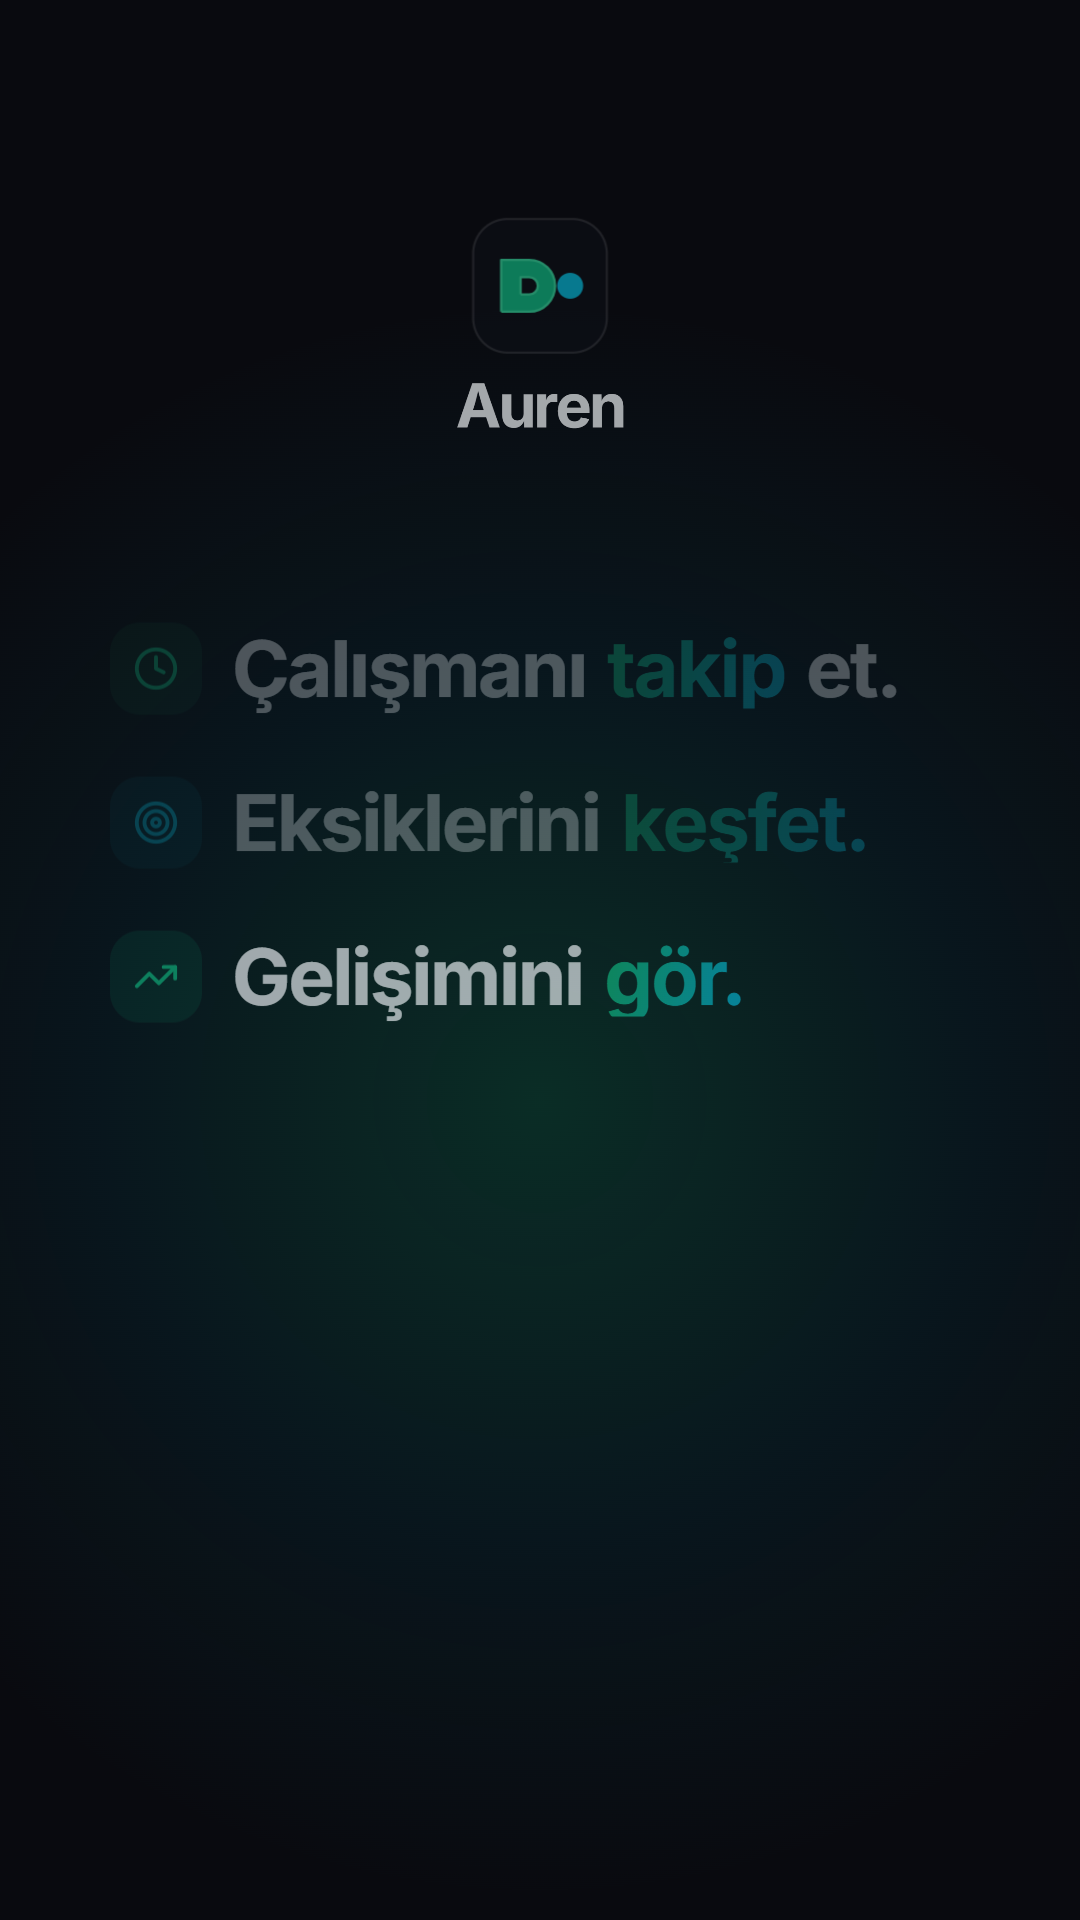 D
Auren
Çalışmanı takip et.
Eksiklerini keşfet.
Gelişimini gör.